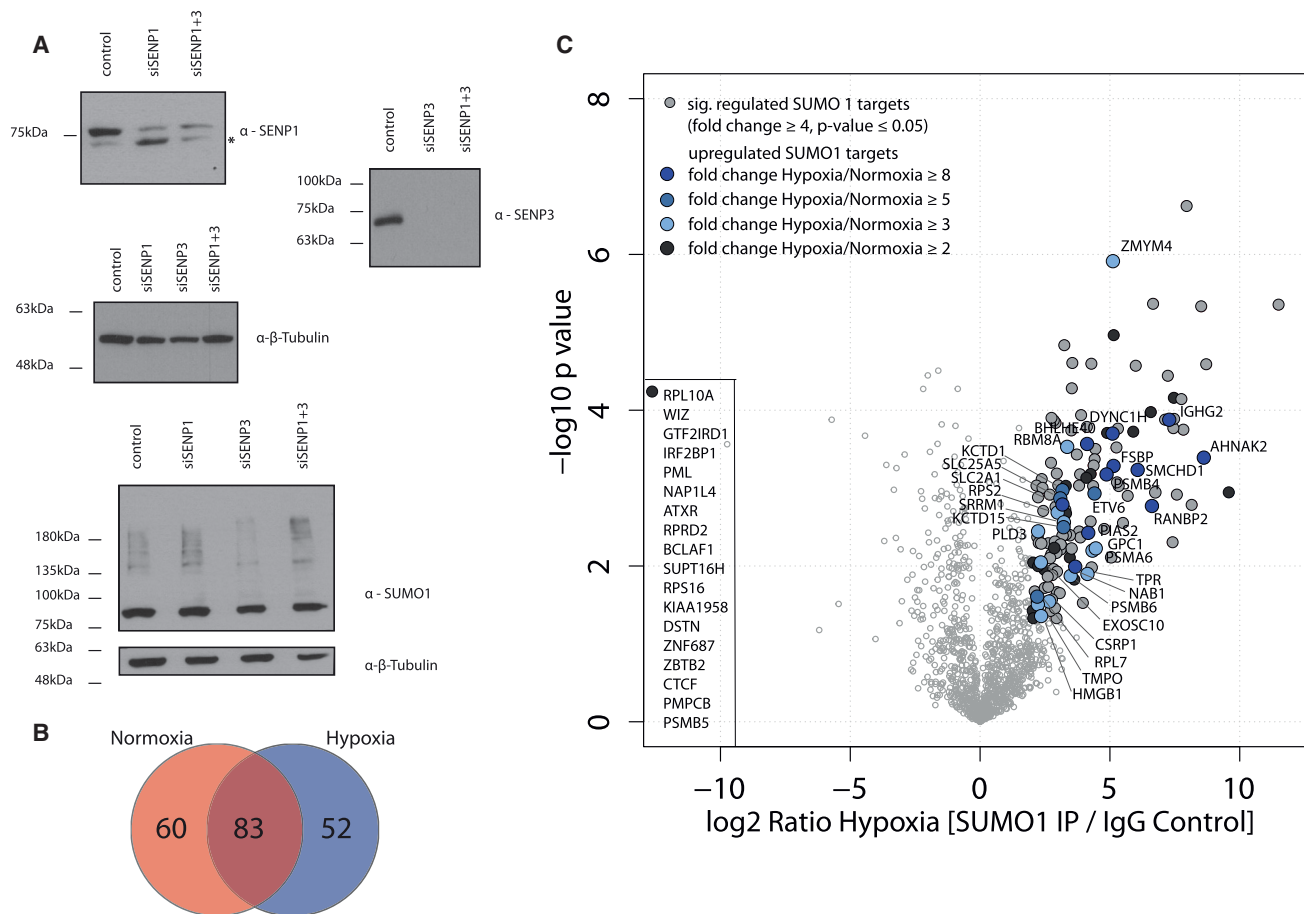 A
control
siSENP1
siSENP1+3
75kDa
α - SENP1
*
control
siSENP3
siSENP1+3
100kDa
75kDa
63kDa
α - SENP3
control
siSENP1
siSENP3
siSENP1+3
63kDa
48kDa
α-β-Tubulin
control
siSENP1
siSENP3
siSENP1+3
180kDa
135kDa
100kDa
75kDa
63kDa
48kDa
α - SUMO1
α-β-Tubulin
B
Normoxia
Hypoxia
60
83
52
C
sig. regulated SUMO 1 targets
(fold change ≥ 4, p-value ≤ 0.05)
upregulated SUMO1 targets
fold change Hypoxia/Normoxia ≥ 8
fold change Hypoxia/Normoxia ≥ 5
fold change Hypoxia/Normoxia ≥ 3
fold change Hypoxia/Normoxia ≥ 2
RPL10A
WIZ
GTF2IRD1
IRF2BP1
PML
NAP1L4
ATXR
RPRD2
BCLAF1
SUPT16H
RPS16
KIAA1958
DSTN
ZNF687
ZBTB2
CTCF
PMPCB
PSMB5
ZMYM4
DYNC1H
IGHG2
BHLHE40
RBM8A
AHNAK2
KCTD1
FSBP
SLC25A5
SMCHD1
SLC2A1
PSMB4
RPS2
SRRM1
ETV6
RANBP2
KCTD15
PLD3
PIAS2
GPC1
PSMA6
TPR
NAB1
PSMB6
EXOSC10
CSRP1
RPL7
TMPO
HMGB1
8
6
4
2
0
−log10 p value
−10
−5
0
5
10
log2 Ratio Hypoxia [SUMO1 IP / IgG Control]